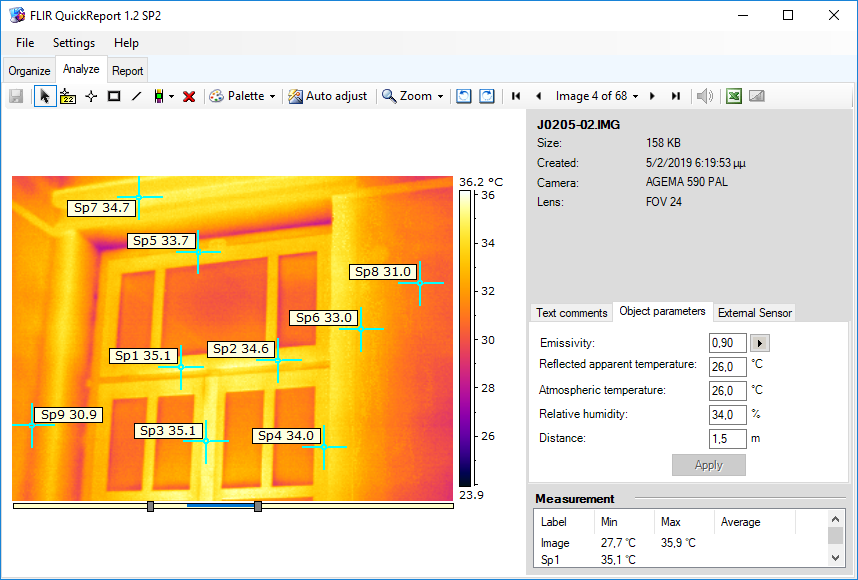 FLIR QuickReport 1.2 SP2
File Settings Help
Organize Analyze Report
22 Palette Auto adjust Zoom Image 4 of 68
J0205-02.IMG
Size: 158 KB
Created: 5/2/2019 6:19:53 μμ
Camera: AGEMA 590 PAL
Lens: FOV 24
36.2 °C
36
34
32
30
28
26
23.9
Sp7 34.7
Sp5 33.7
Sp8 31.0
Sp6 33.0
Sp2 34.6
Sp1 35.1
Sp9 30.9
Sp3 35.1
Sp4 34.0
Text comments Object parameters External Sensor
Emissivity: 0,90
Reflected apparent temperature: 26,0 °C
Atmospheric temperature: 26,0 °C
Relative humidity: 34,0 %
Distance: 1,5 m
Apply
Measurement
Label Min Max Average
Image 27,7 °C 35,9 °C
Sp1 35,1 °C